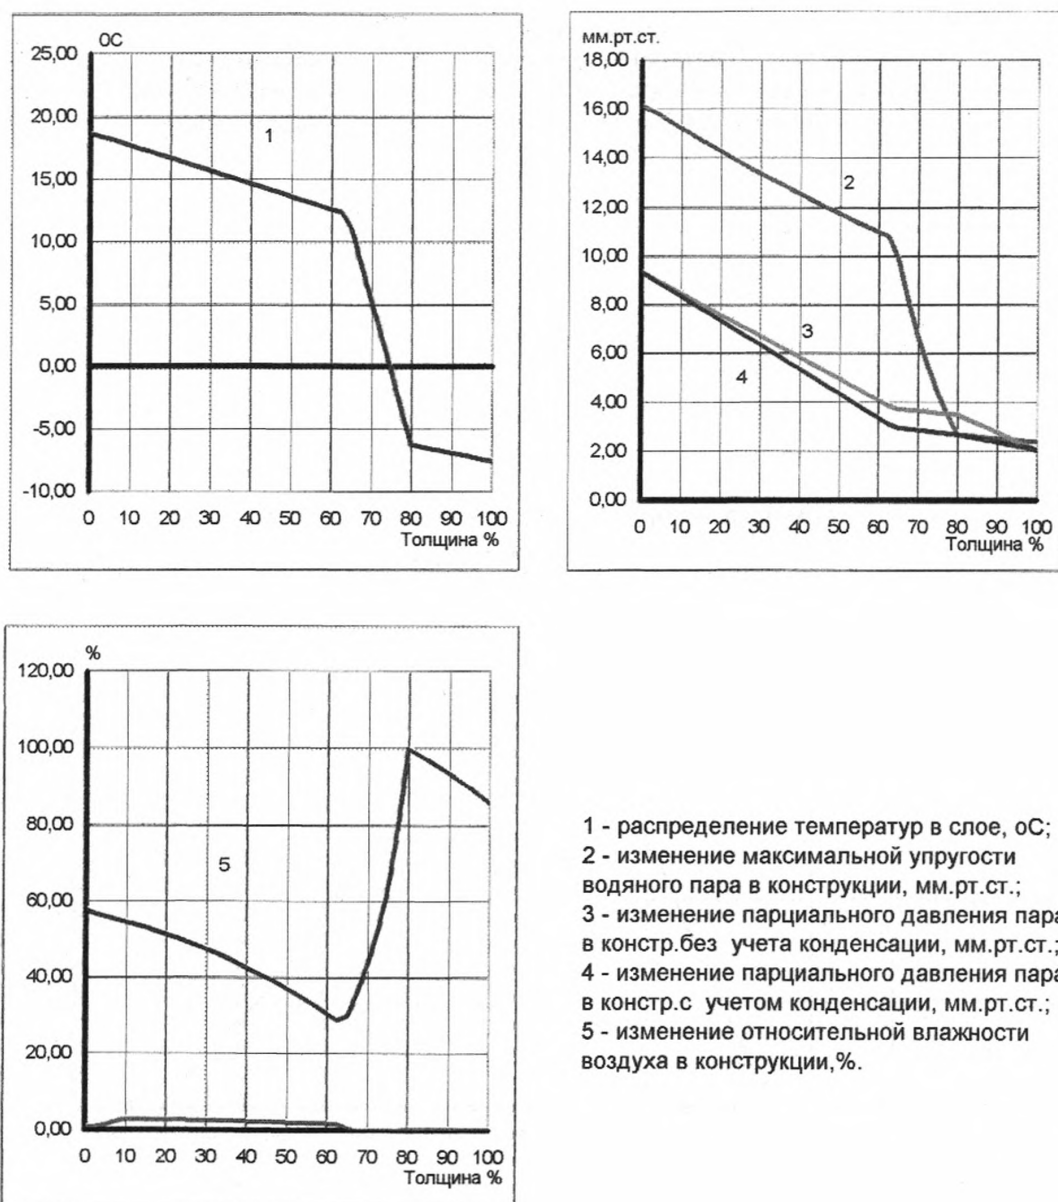 ОС
25,00
20,00
15,00
10,00
5,00
0,00
-5,00
-10,00
1
0 10 20 30 40 50 60 70 80 90 100
Толщина %
мм.рт.ст.
18,00
16,00
14,00
12,00
10,00
8,00
6,00
4,00
2,00
0,00
2
3
4
0 10 20 30 40 50 60 70 80 90 100
Толщина %
%
120,00
100,00
80,00
60,00
40,00
20,00
0,00
5
0 10 20 30 40 50 60 70 80 90 100
Толщина %
1 - распределение температур в слое, оС;
2 - изменение максимальной упругости
водяного пара в конструкции, мм.рт.ст.;
3 - изменение парциального давления пара
в констр.без учета конденсации, мм.рт.ст.;
4 - изменение парциального давления пара
в констр.с учетом конденсации, мм.рт.ст.;
5 - изменение относительной влажности
воздуха в конструкции,%.